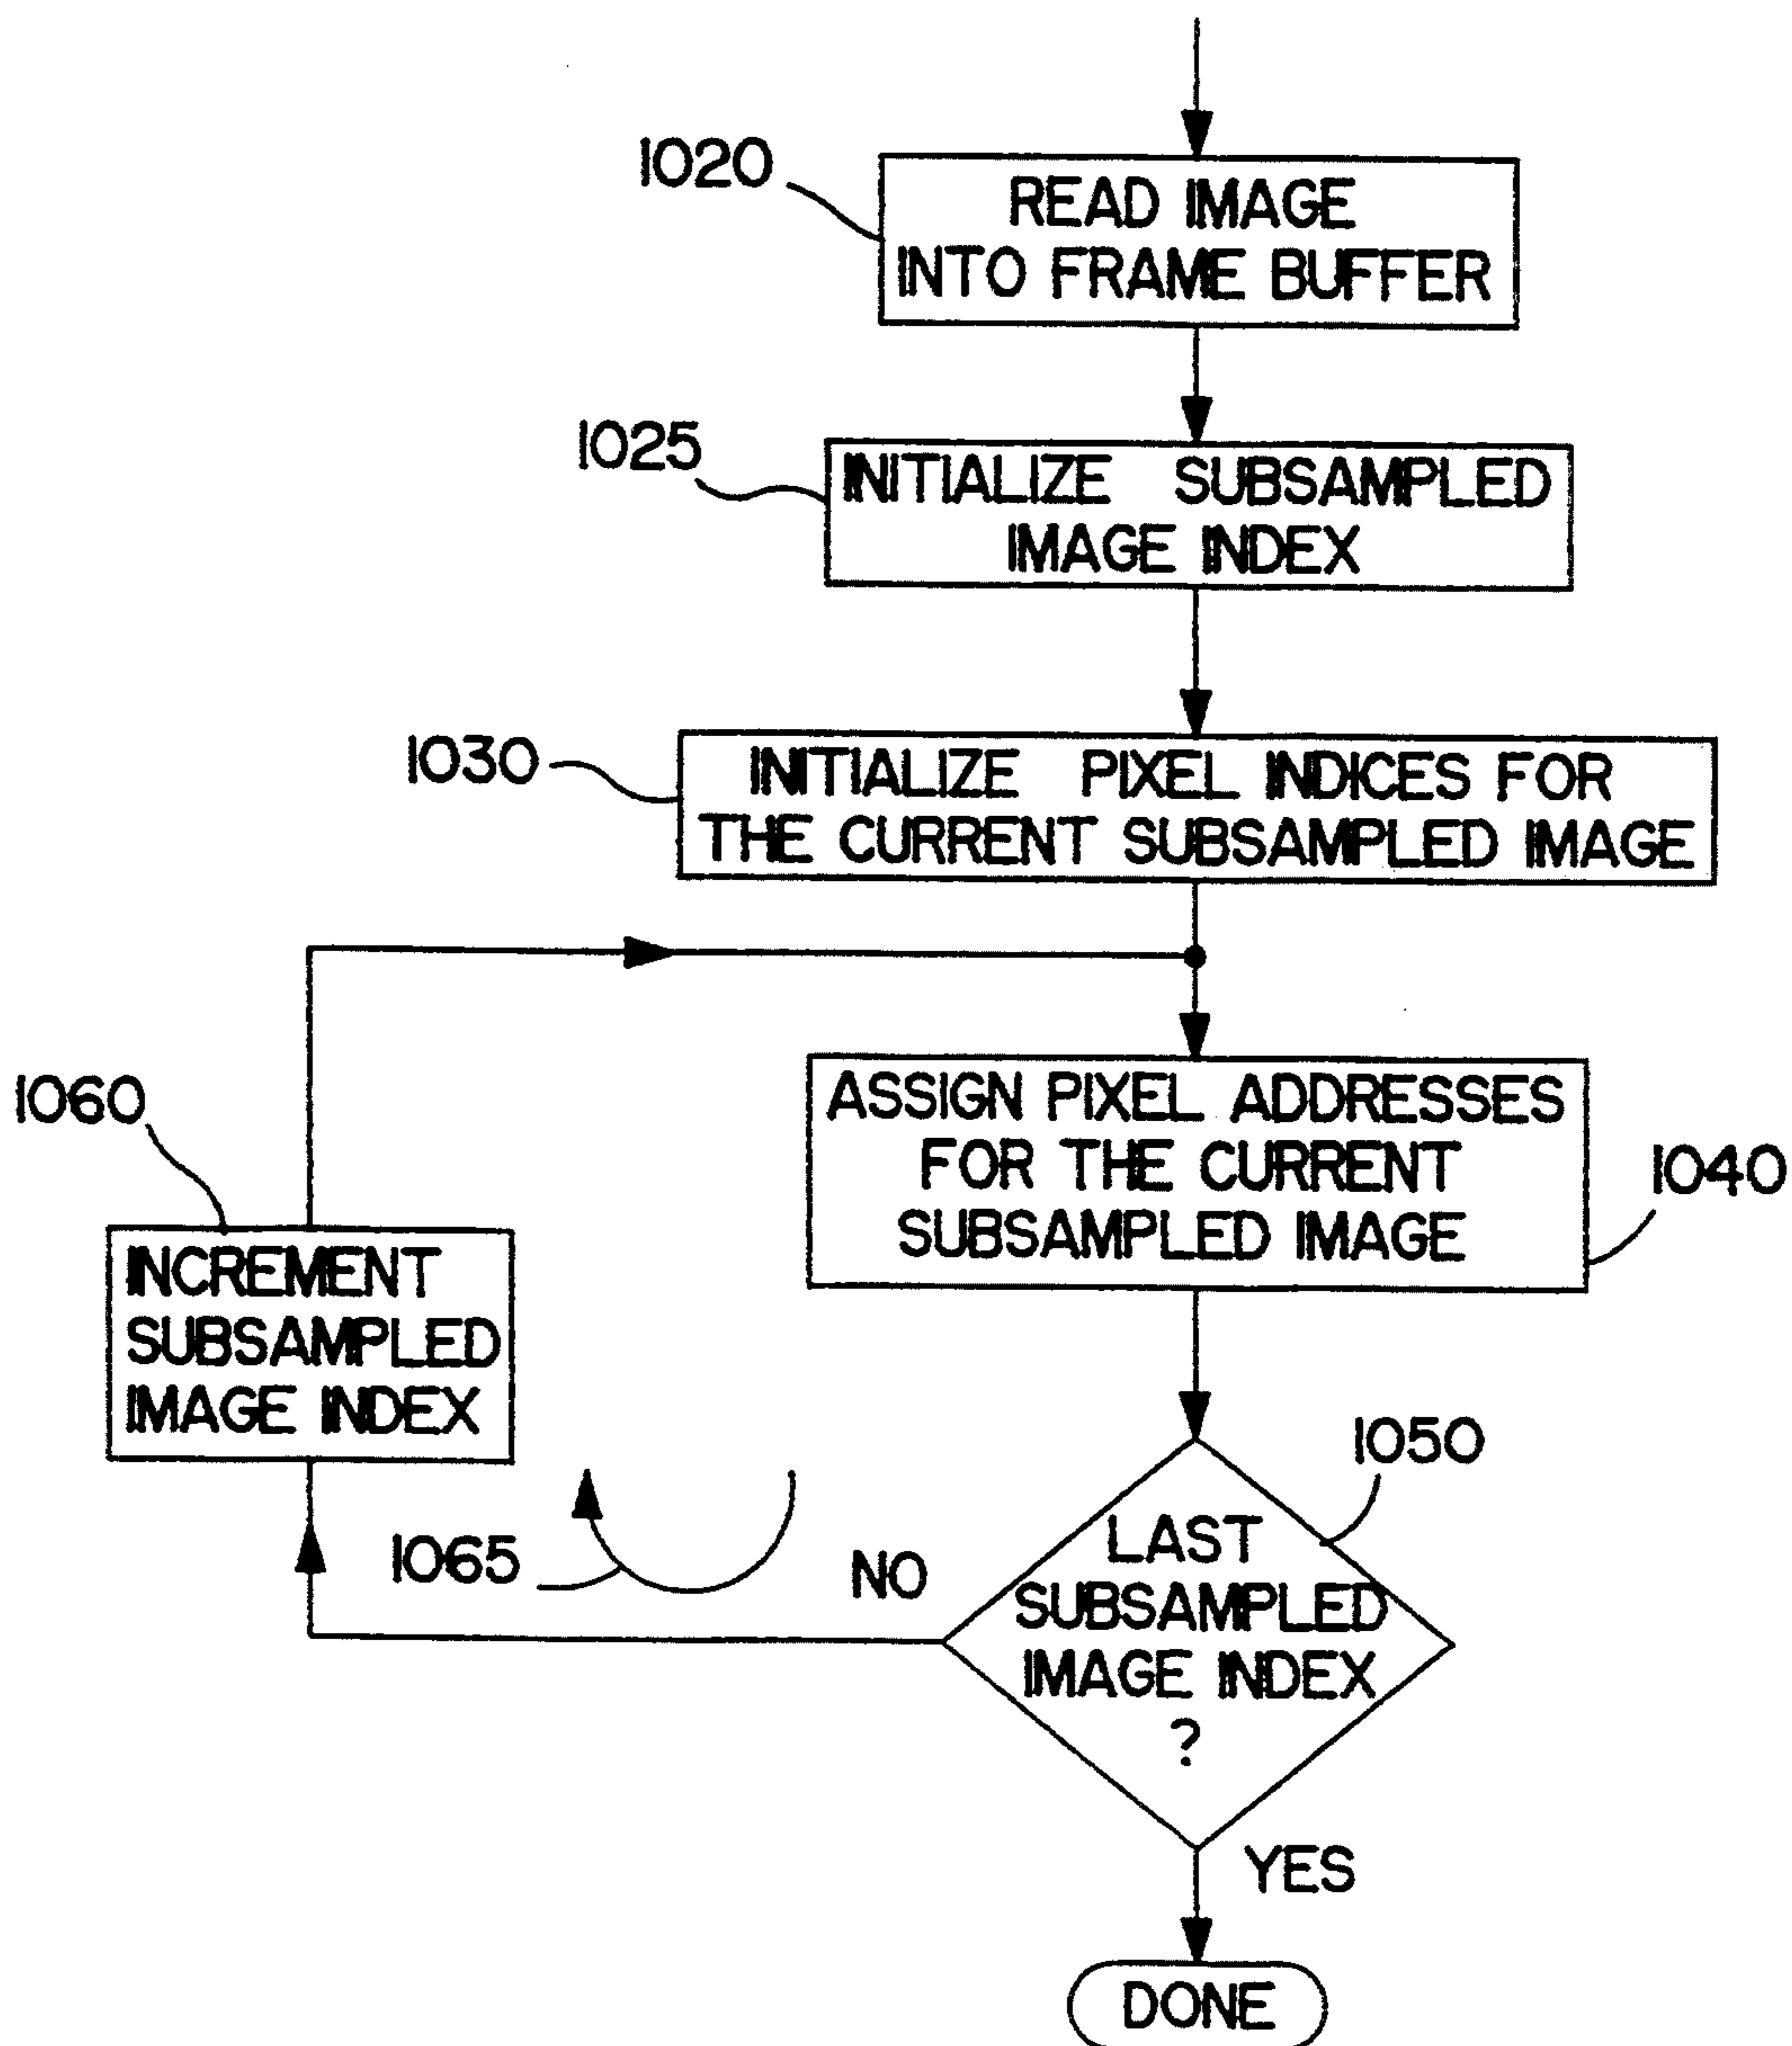 1020
READ IMAGE
INTO FRAME BUFFER
1025
INITIALIZE SUBSAMPLED
IMAGE INDEX
1030
INITIALIZE PIXEL INDICES FOR
THE CURRENT SUBSAMPLED IMAGE
1060
INCREMENT
SUBSAMPLED
IMAGE INDEX
ASSIGN PIXEL ADDRESSES
FOR THE CURRENT
SUBSAMPLED IMAGE
1040
1050
1065
NO
LAST
SUBSAMPLED
IMAGE INDEX
?
YES
DONE